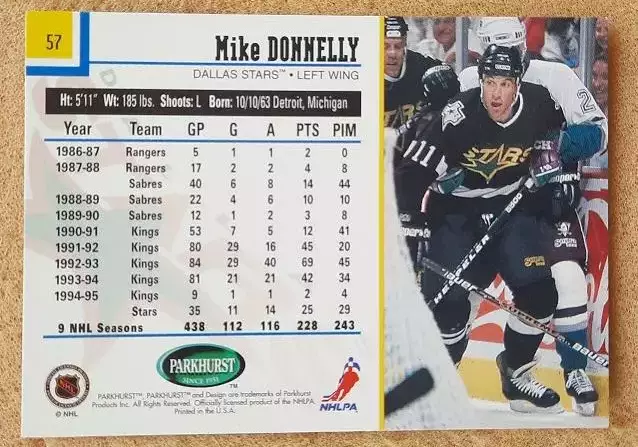 57
Mike DONNELLY
DALLAS STARS™ • LEFT WING
Ht: 5'11" Wt: 185 lbs. Shoots: L Born: 10/10/63 Detroit, Michigan
Year Team GP G A PTS PIM
1986-87 Rangers 5 1 1 2 0
1987-88 Rangers 17 2 2 4 8
Sabres 40 6 8 14 44
1988-89 Sabres 22 4 6 10 10
1989-90 Sabres 12 1 2 3 8
1990-91 Kings 53 7 5 12 41
1991-92 Kings 80 29 16 45 20
1992-93 Kings 84 29 40 69 45
1993-94 Kings 81 21 21 42 34
1994-95 Kings 9 1 1 2 4
Stars 35 11 14 25 29
9 NHL Seasons 438 112 116 228 243
PARKHURST
SINCE 1951
™
NHL
© NHL
PARKHURST™, PARKHURST™ and Design are trademarks of Parkhurst
Products Inc. All Rights Reserved. Officially licensed product of the NHLPA.
Printed in the U.S.A.
NHLPA
STARS
11
2
HESPELER 5500
Bauer